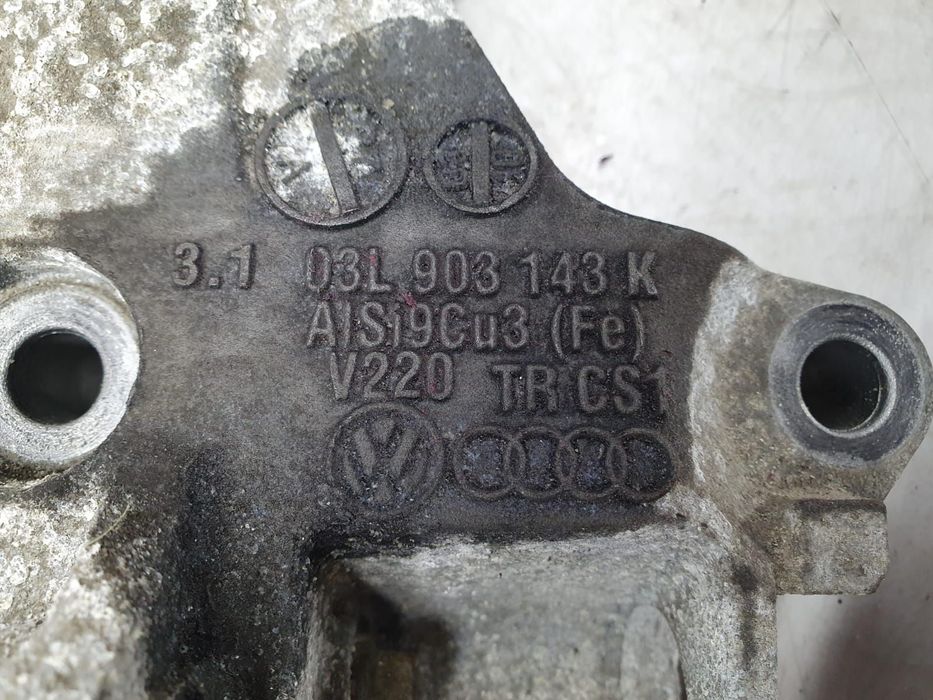 3.1 03L 903 143 K
AlSi9Cu3 (Fe)
V220 TR CS1